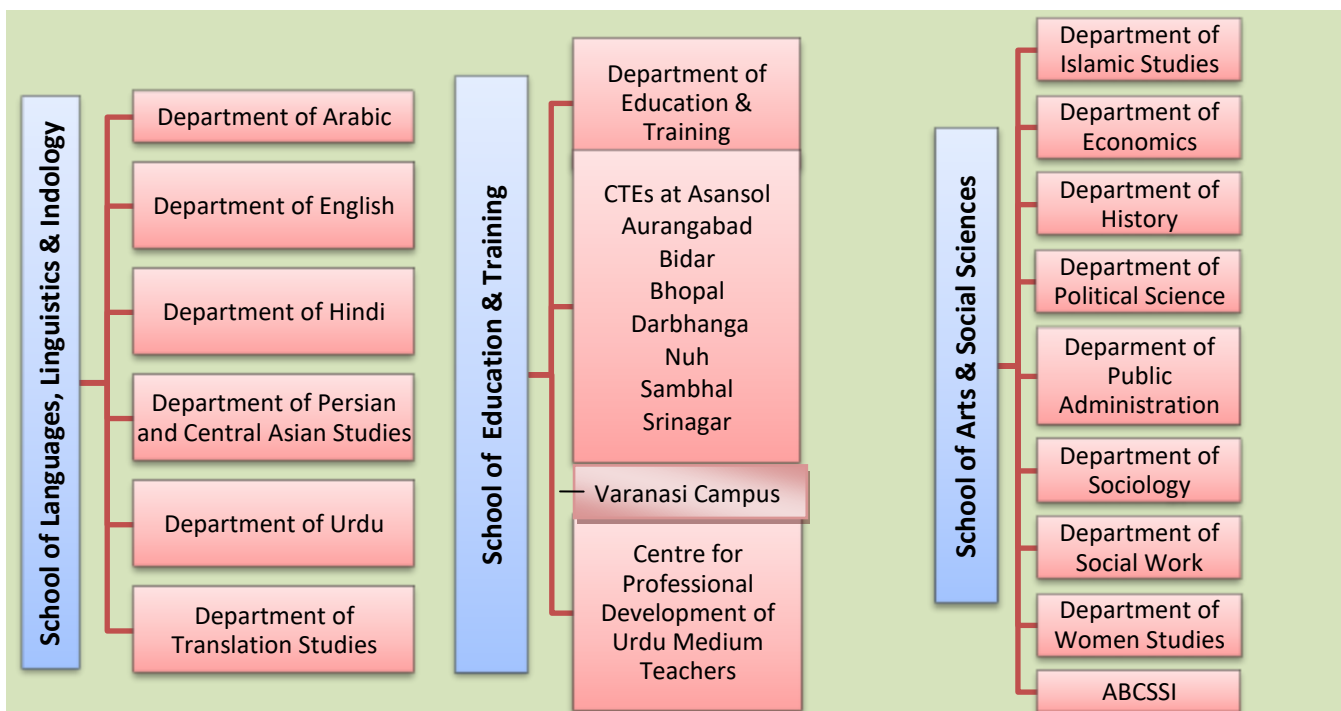 School of Languages, Linguistics & Indology
Department of Arabic
Department of English
Department of Hindi
Department of Persian
and Central Asian Studies
Department of Urdu
Department of
Translation Studies
School of Education & Training
Department of
Education &
Training
CTEs at Asansol
Aurangabad
Bidar
Bhopal
Darbhanga
Nuh
Sambhal
Srinagar
Varanasi Campus
Centre for
Professional
Development of
Urdu Medium
Teachers
School of Arts & Social Sciences
Department of
Islamic Studies
Department of
Economics
Department of
History
Department of
Political Science
Deparment of
Public
Administration
Department of
Sociology
Department of
Social Work
Department of
Women Studies
ABCSSI